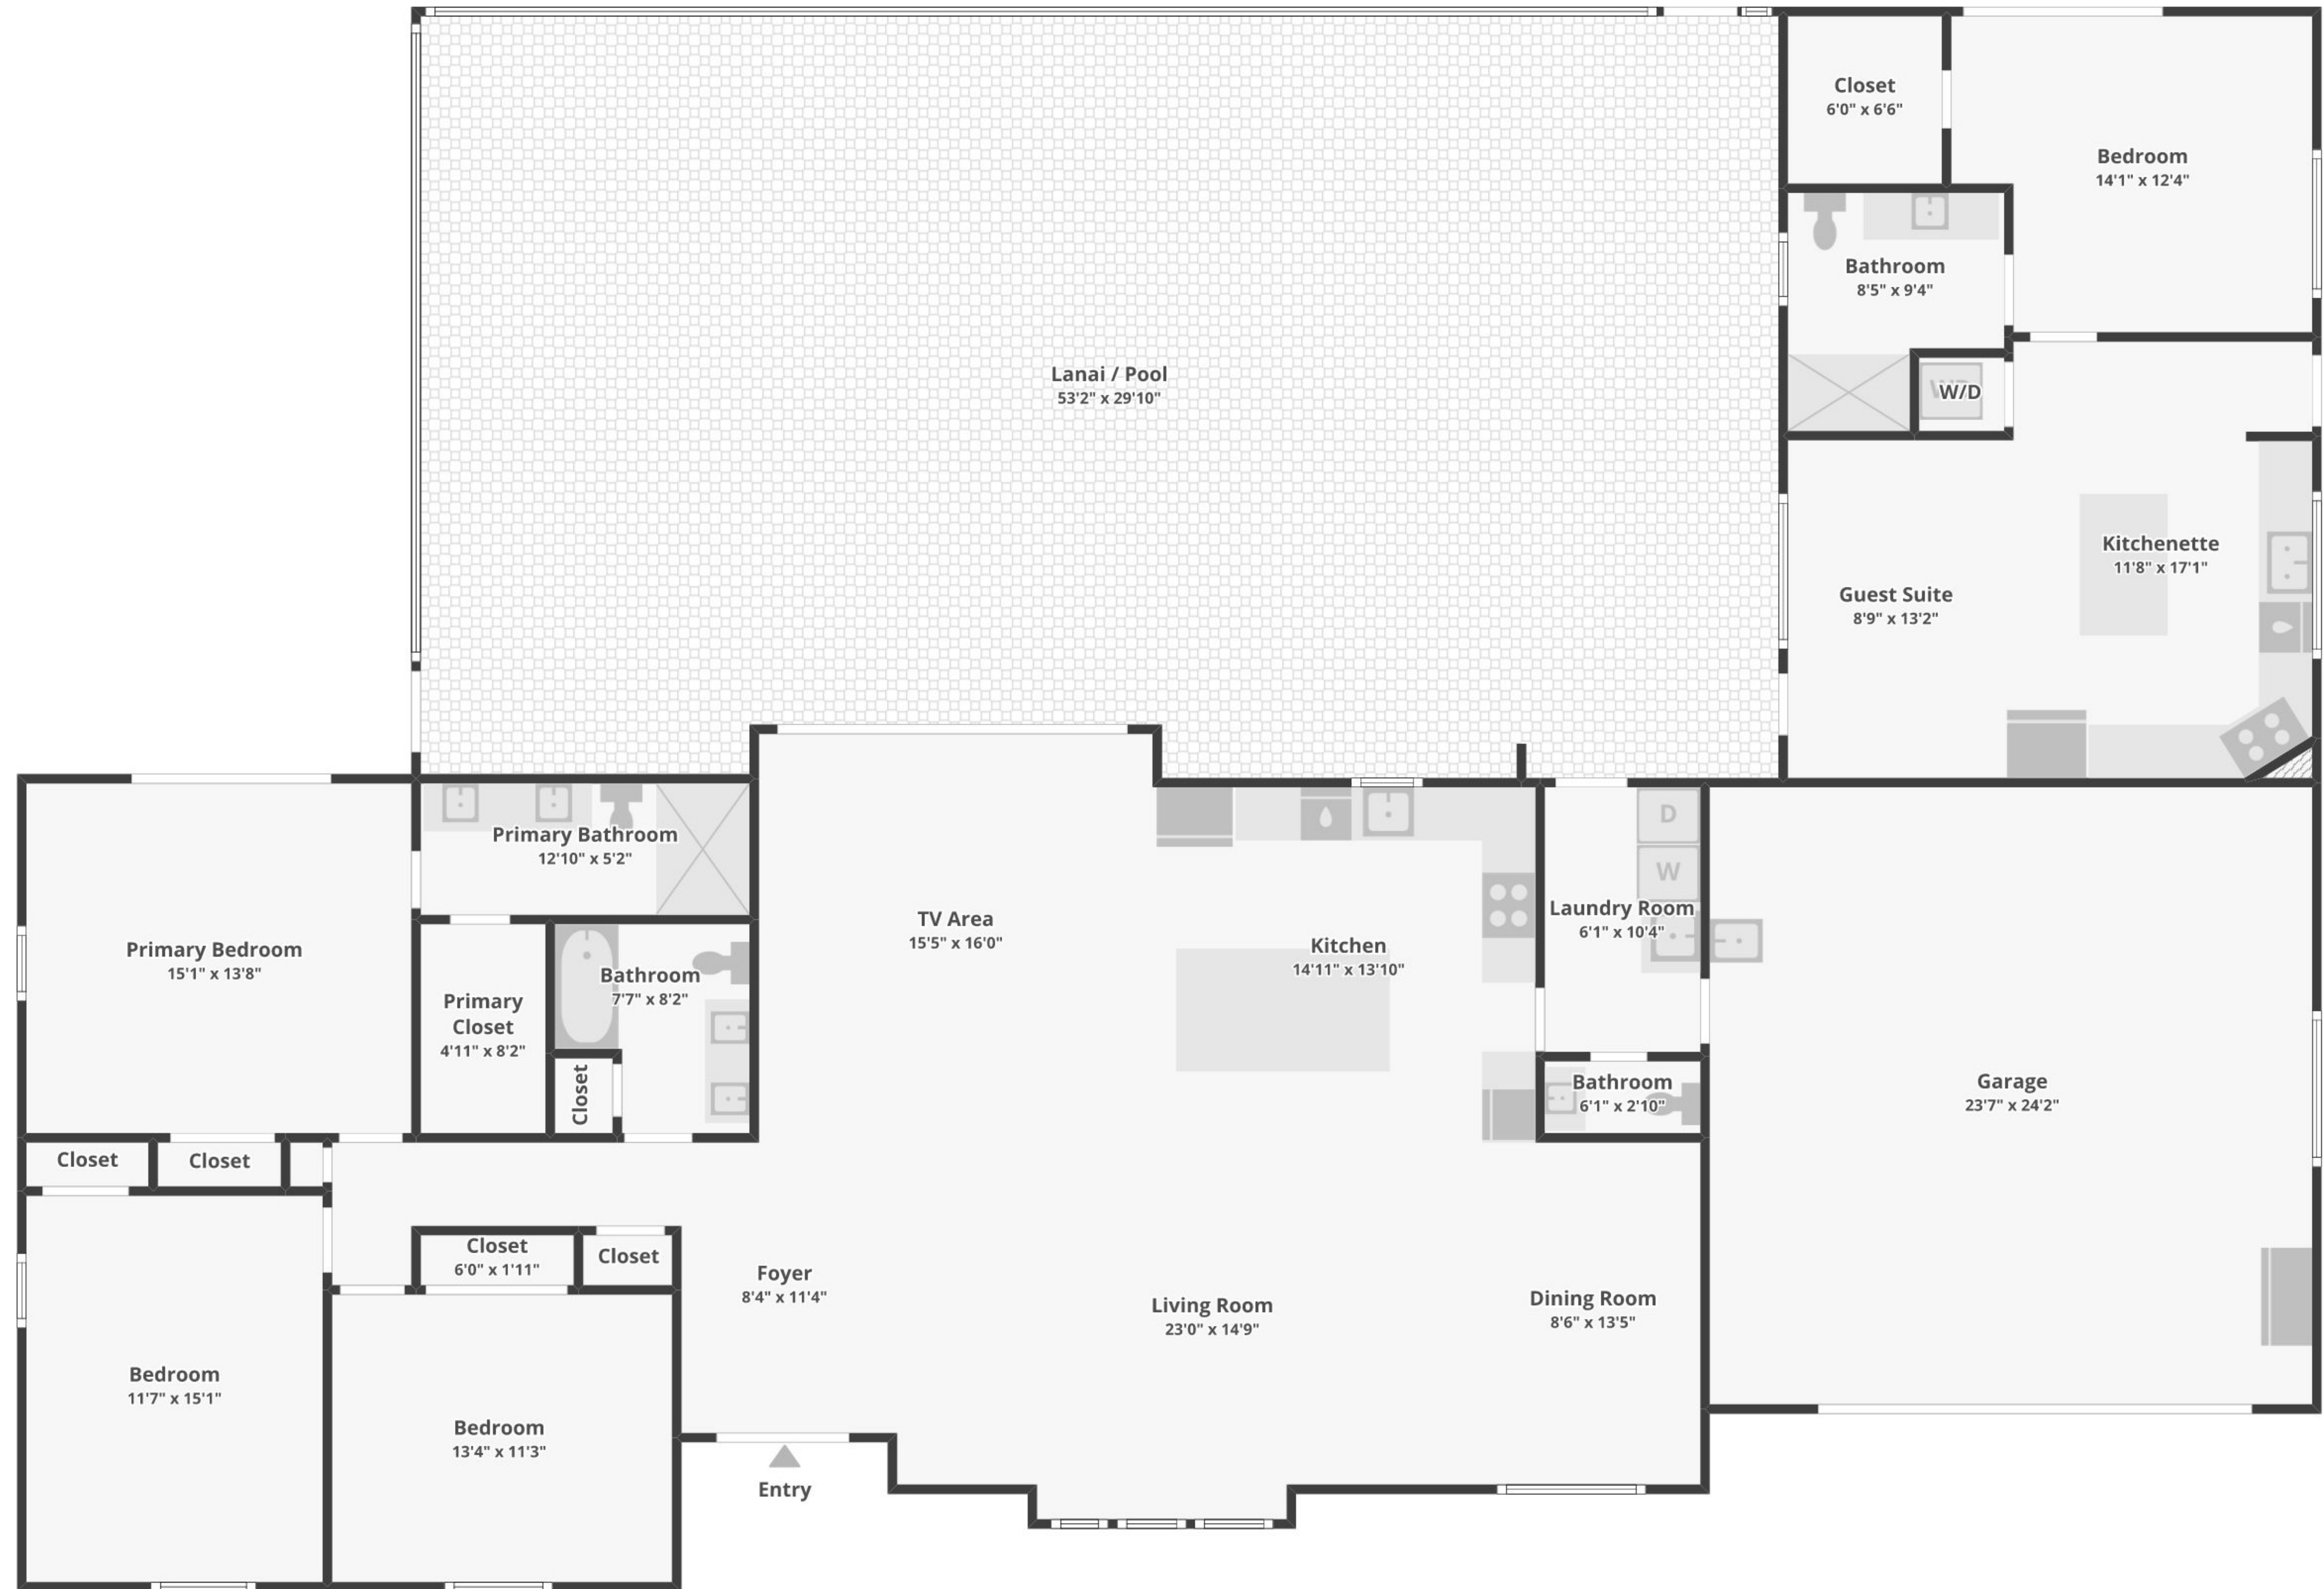 Closet
6'0" x 6'6"
Bedroom
14'1" x 12'4"
Bathroom
8'5" x 9'4"
Lanai / Pool
53'2" x 29'10"
W/D
Kitchenette
11'8" x 17'1"
Guest Suite
8'9" x 13'2"
Primary Bathroom
12'10" x 5'2"
D
W
TV Area
15'5" x 16'0"
Laundry Room
6'1" x 10'4"
Kitchen
14'11" x 13'10"
Primary Bedroom
15'1" x 13'8"
Bathroom
7'7" x 8'2"
Primary
Closet
4'11" x 8'2"
Closet
Bathroom
6'1" x 2'10"
Garage
23'7" x 24'2"
Closet
Closet
Closet
6'0" x 1'11"
Closet
Foyer
8'4" x 11'4"
Living Room
23'0" x 14'9"
Dining Room
8'6" x 13'5"
Bedroom
11'7" x 15'1"
Bedroom
13'4" x 11'3"
Entry